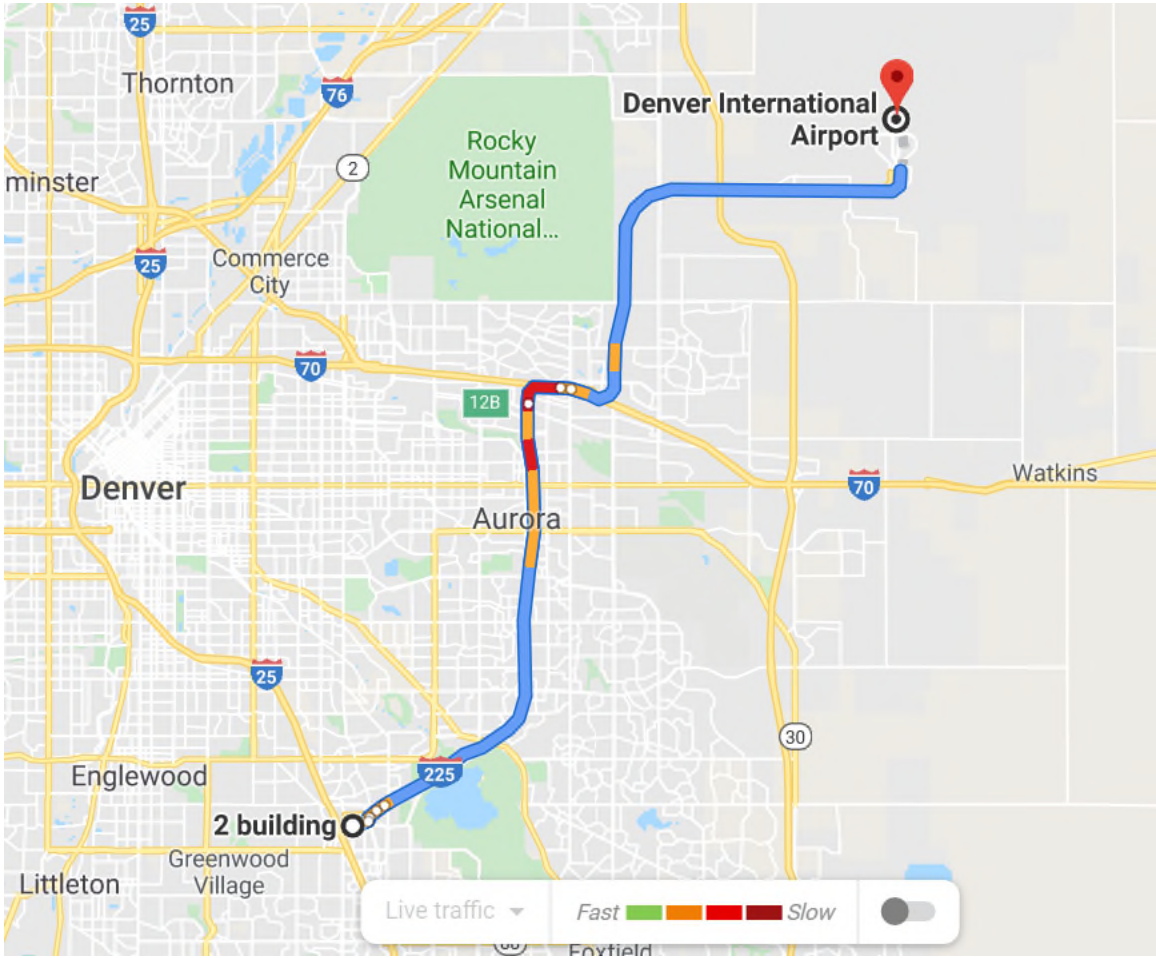 25
Thornton
76
Denver International
Airport
Rocky
Mountain
Arsenal
National...
2
minster
25
Commerce
City
70
12B
Denver
70
Watkins
Aurora
25
30
225
Englewood
2 building
Greenwood
Village
Littleton
Live traffic
Fast
Slow
Foxfield